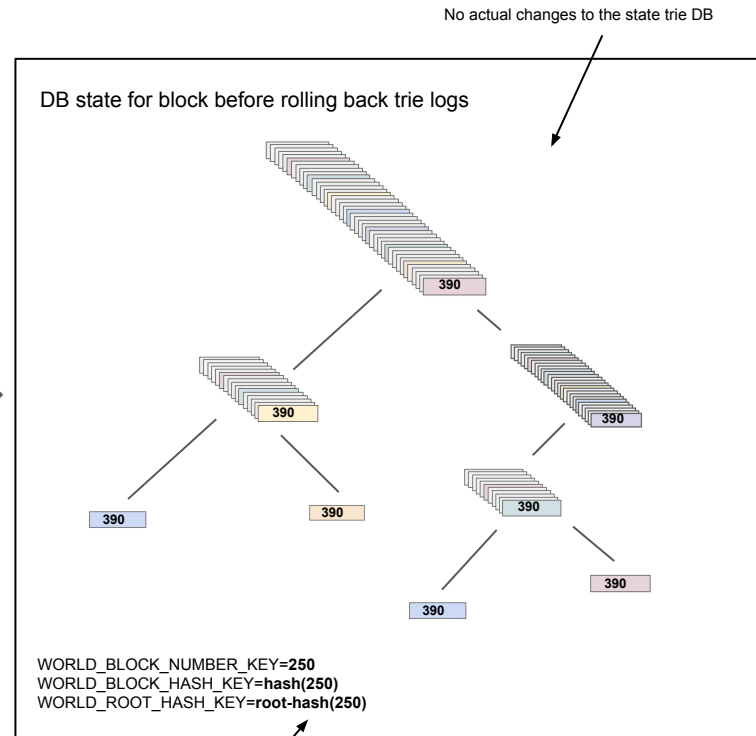 No actual changes to the state trie DB
DB state for block before rolling back trie logs
390
390
390
390
390
390
390
390
WORLD_BLOCK_NUMBER_KEY=250
WORLD_BLOCK_HASH_KEY=hash(250)
WORLD_ROOT_HASH_KEY=root-hash(250)